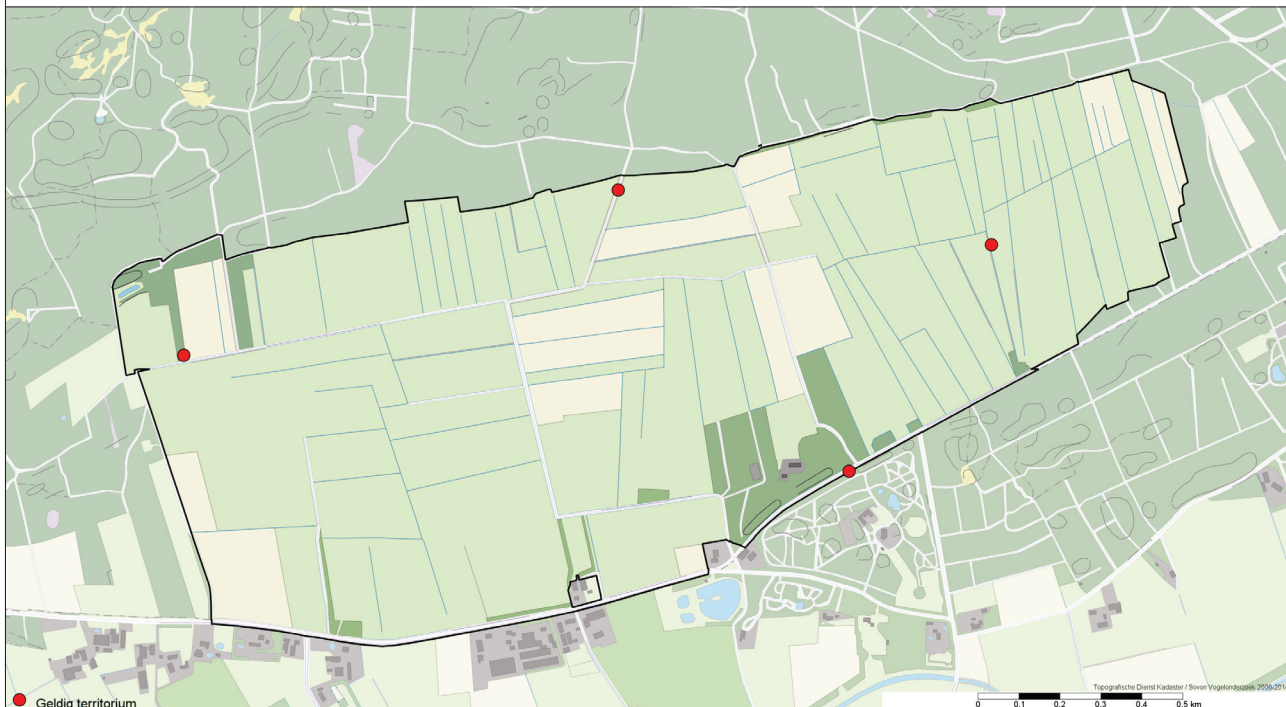 Topografische Dienst Kadaster / Sovon Vogelonderzoek 2006-201
Geldig territorium
0 0.1 0.2 0.3 0.4 0.5 km